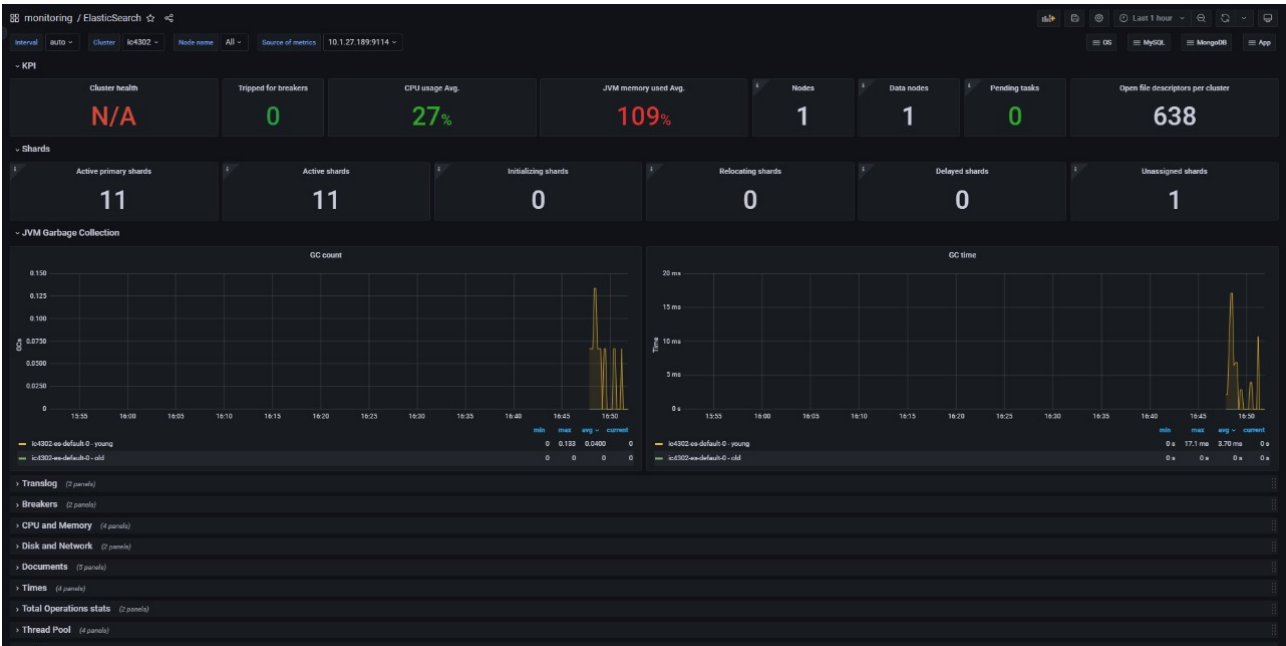 monitoring / ElasticSearch
Last 1 hour
Interval auto Cluster ic4302 Node name All Source of metrics 10.1.27.189:9114
OS MySQL MongoDB App
KPI
Cluster health Tripped for breakers CPU usage Avg. JVM memory used Avg. Nodes Data nodes Pending tasks Open file descriptors per cluster
N/A 0 27% 109% 1 1 0 638
Shards
Active primary shards Active shards Initializing shards Relocating shards Delayed shards Unassigned shards
11 11 0 0 0 1
JVM Garbage Collection
GC count
0.150
0.125
0.100
0.0750
0.0500
0.0250
0
GCs
15:55 16:00 16:05 16:10 16:15 16:20 16:25 16:30 16:35 16:40 16:45 16:50
min max avg current
ic4302-es-default-0 - young 0 0.133 0.0400 0
ic4302-es-default-0 - old 0 0 0 0
GC time
20 ms
15 ms
10 ms
5 ms
0 s
Time
15:55 16:00 16:05 16:10 16:15 16:20 16:25 16:30 16:35 16:40 16:45 16:50
min max avg current
ic4302-es-default-0 - young 0 s 17.1 ms 3.70 ms 0 s
ic4302-es-default-0 - old 0 s 0 s 0 s 0 s
Translog (2 panels)
Breakers (2 panels)
CPU and Memory (4 panels)
Disk and Network (2 panels)
Documents (5 panels)
Times (4 panels)
Total Operations stats (2 panels)
Thread Pool (4 panels)